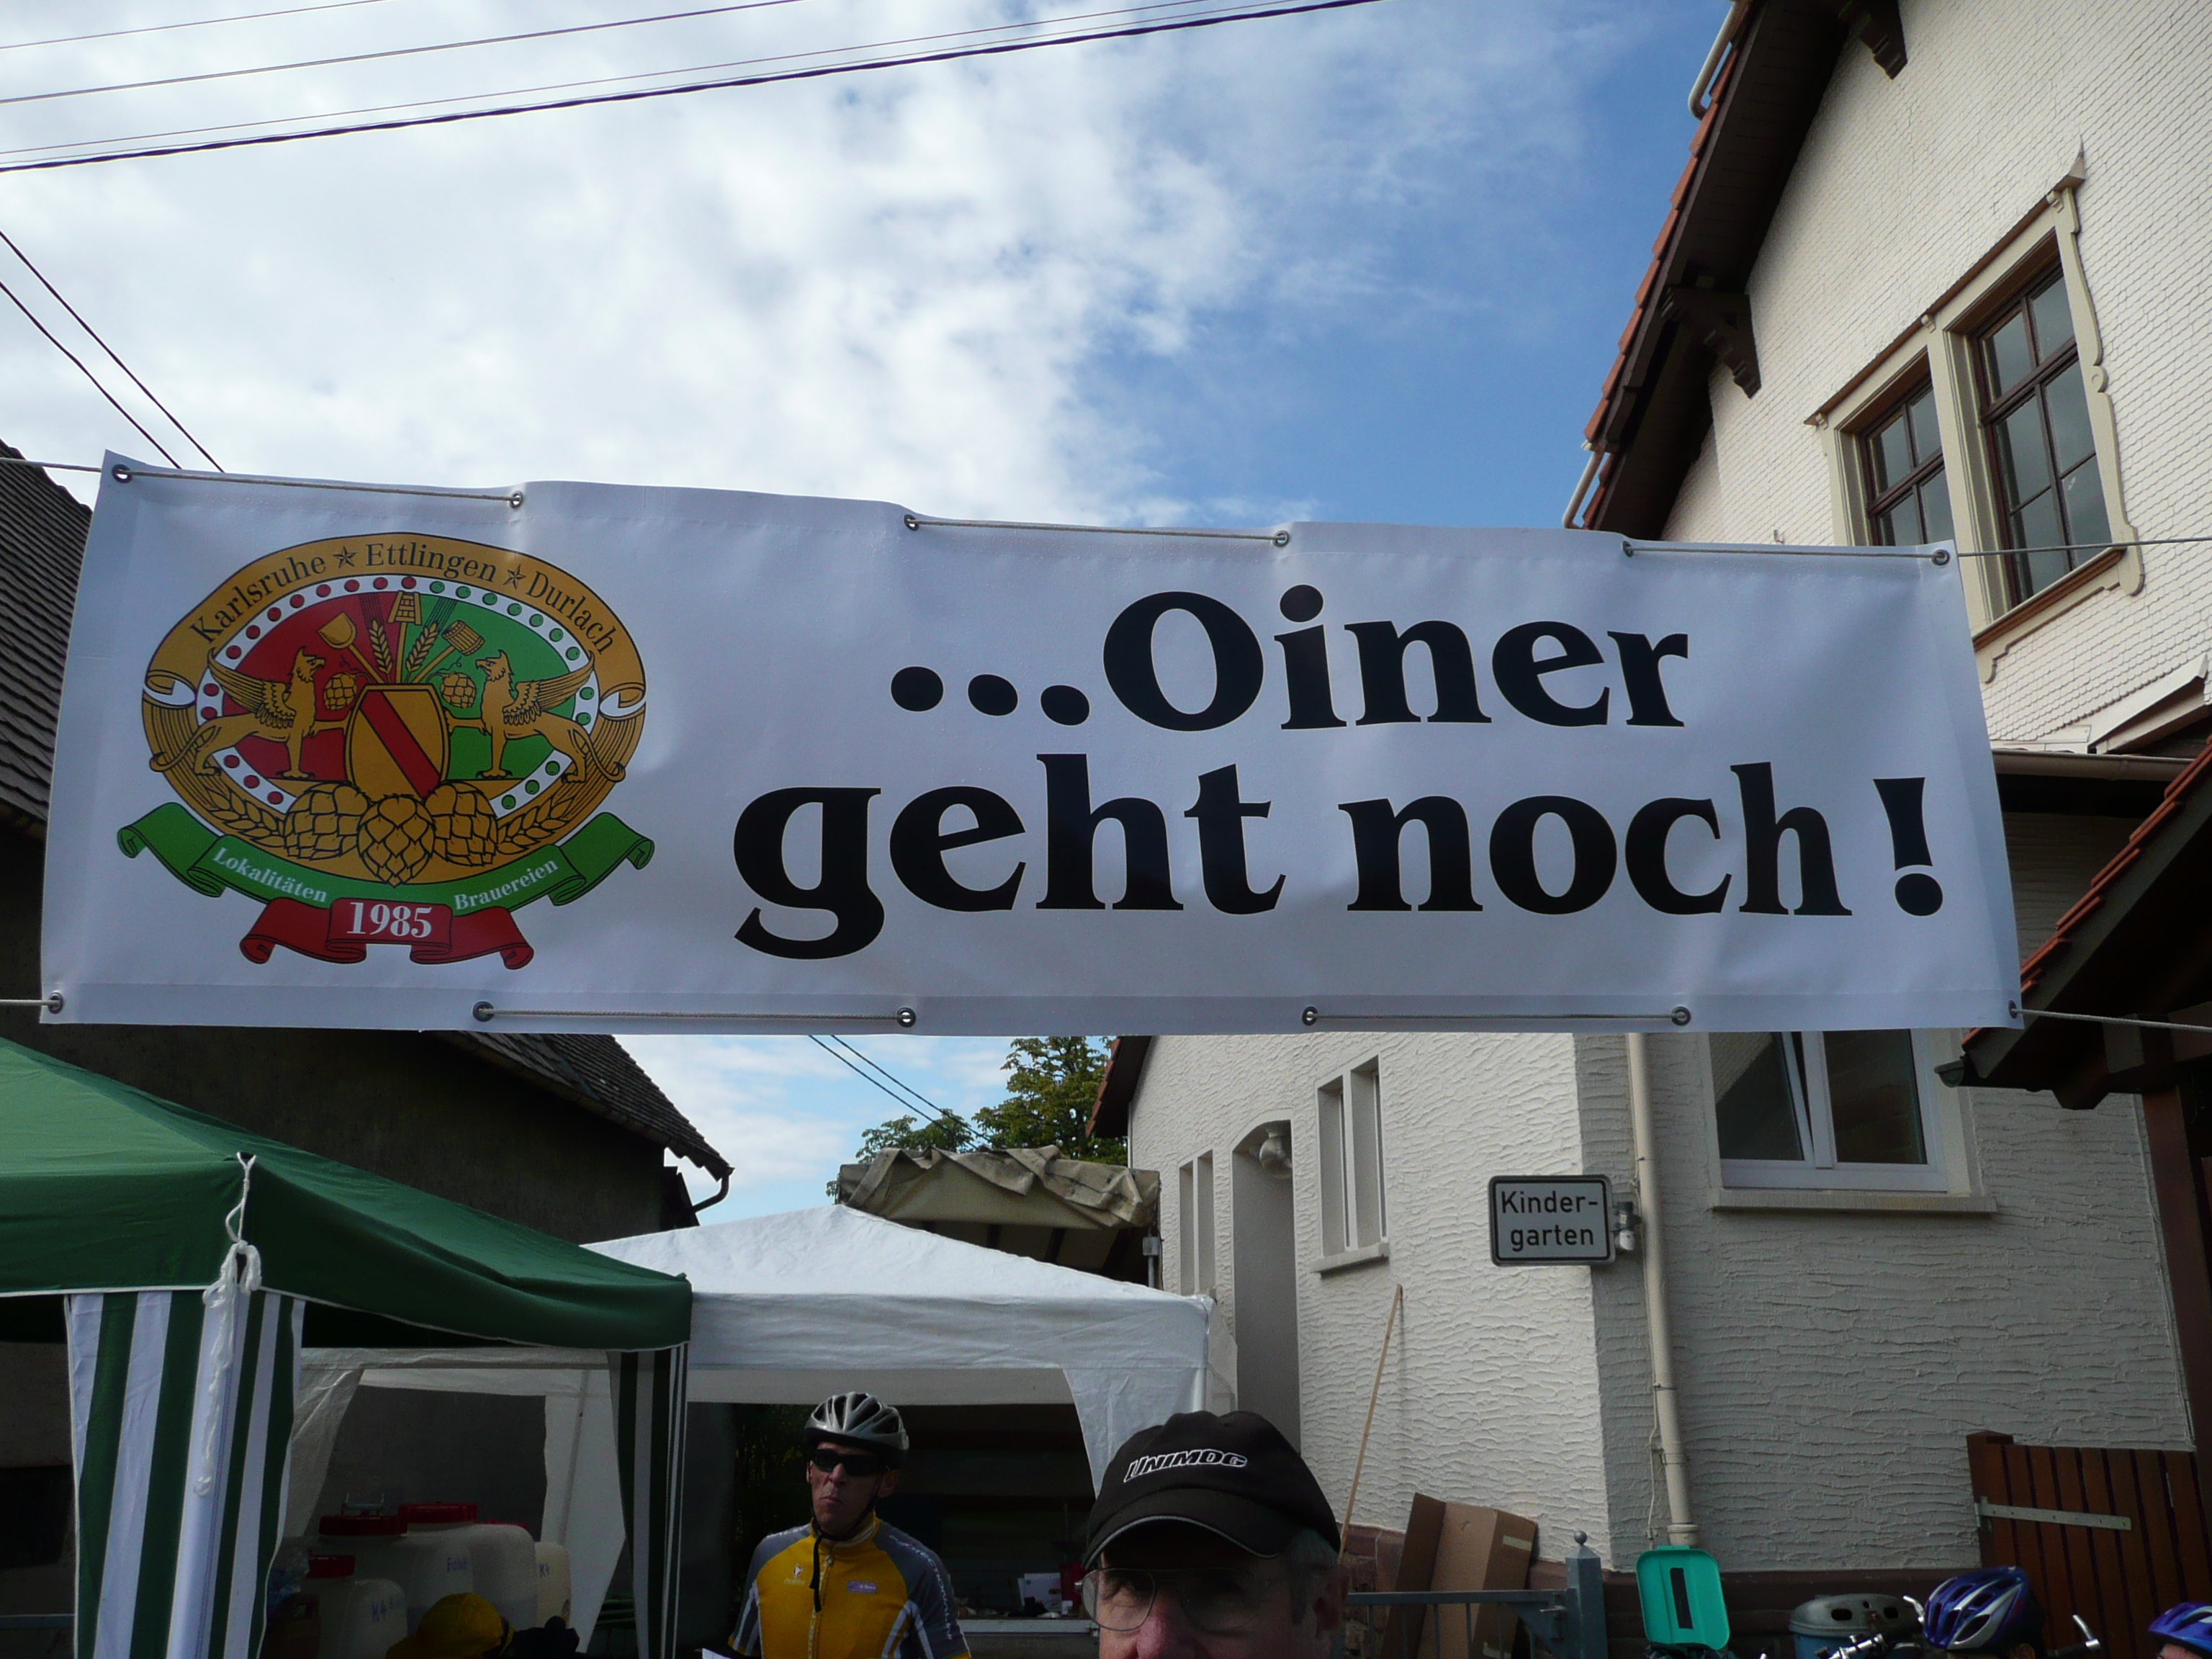 Karlsruhe ★ Ettlingen ★ Durlach
Lokalitäten Brauereien
1985
...Oiner
geht noch!
Kinder-
garten
UNIMOG